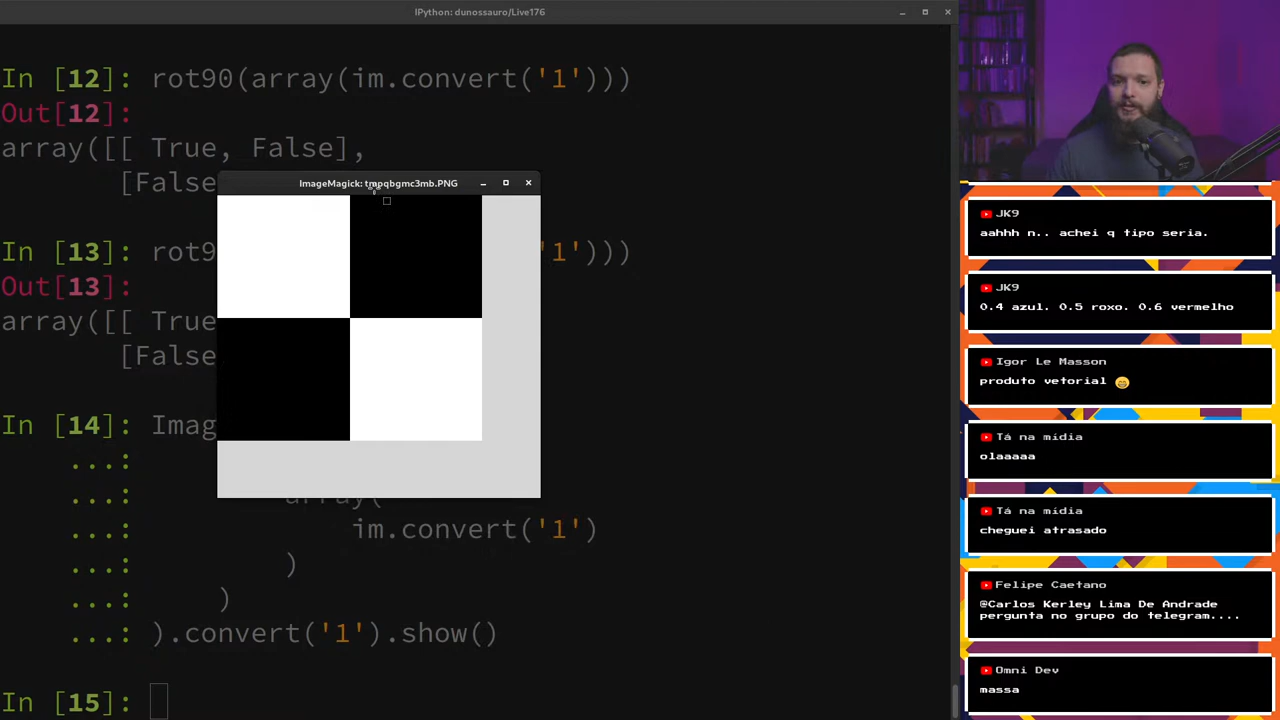 IPython: dunossauro/Live176
In [12]: rot90(array(im.convert('1')))
Out[12]:
array([[ True, False],
[False
ImageMagick: tmpqbgmc3mb.PNG
In [13]: rot9 '1')))
Out[13]:
array([[ True
[False
In [14]: Imag
...:
...: array(
...: im.convert('1')
...: )
...: )
...: ).convert('1').show()
In [15]:
JK9
aahhh n.. achei q tipo seria.
JK9
0.4 azul. 0.5 roxo. 0.6 vermelho
Igor Le Masson
produto vetorial 😁
Tá na mídia
olaaaaa
Tá na mídia
cheguei atrasado
Felipe Caetano
@Carlos Kerley Lima De Andrade
pergunta no grupo do telegram....
Omni Dev
massa